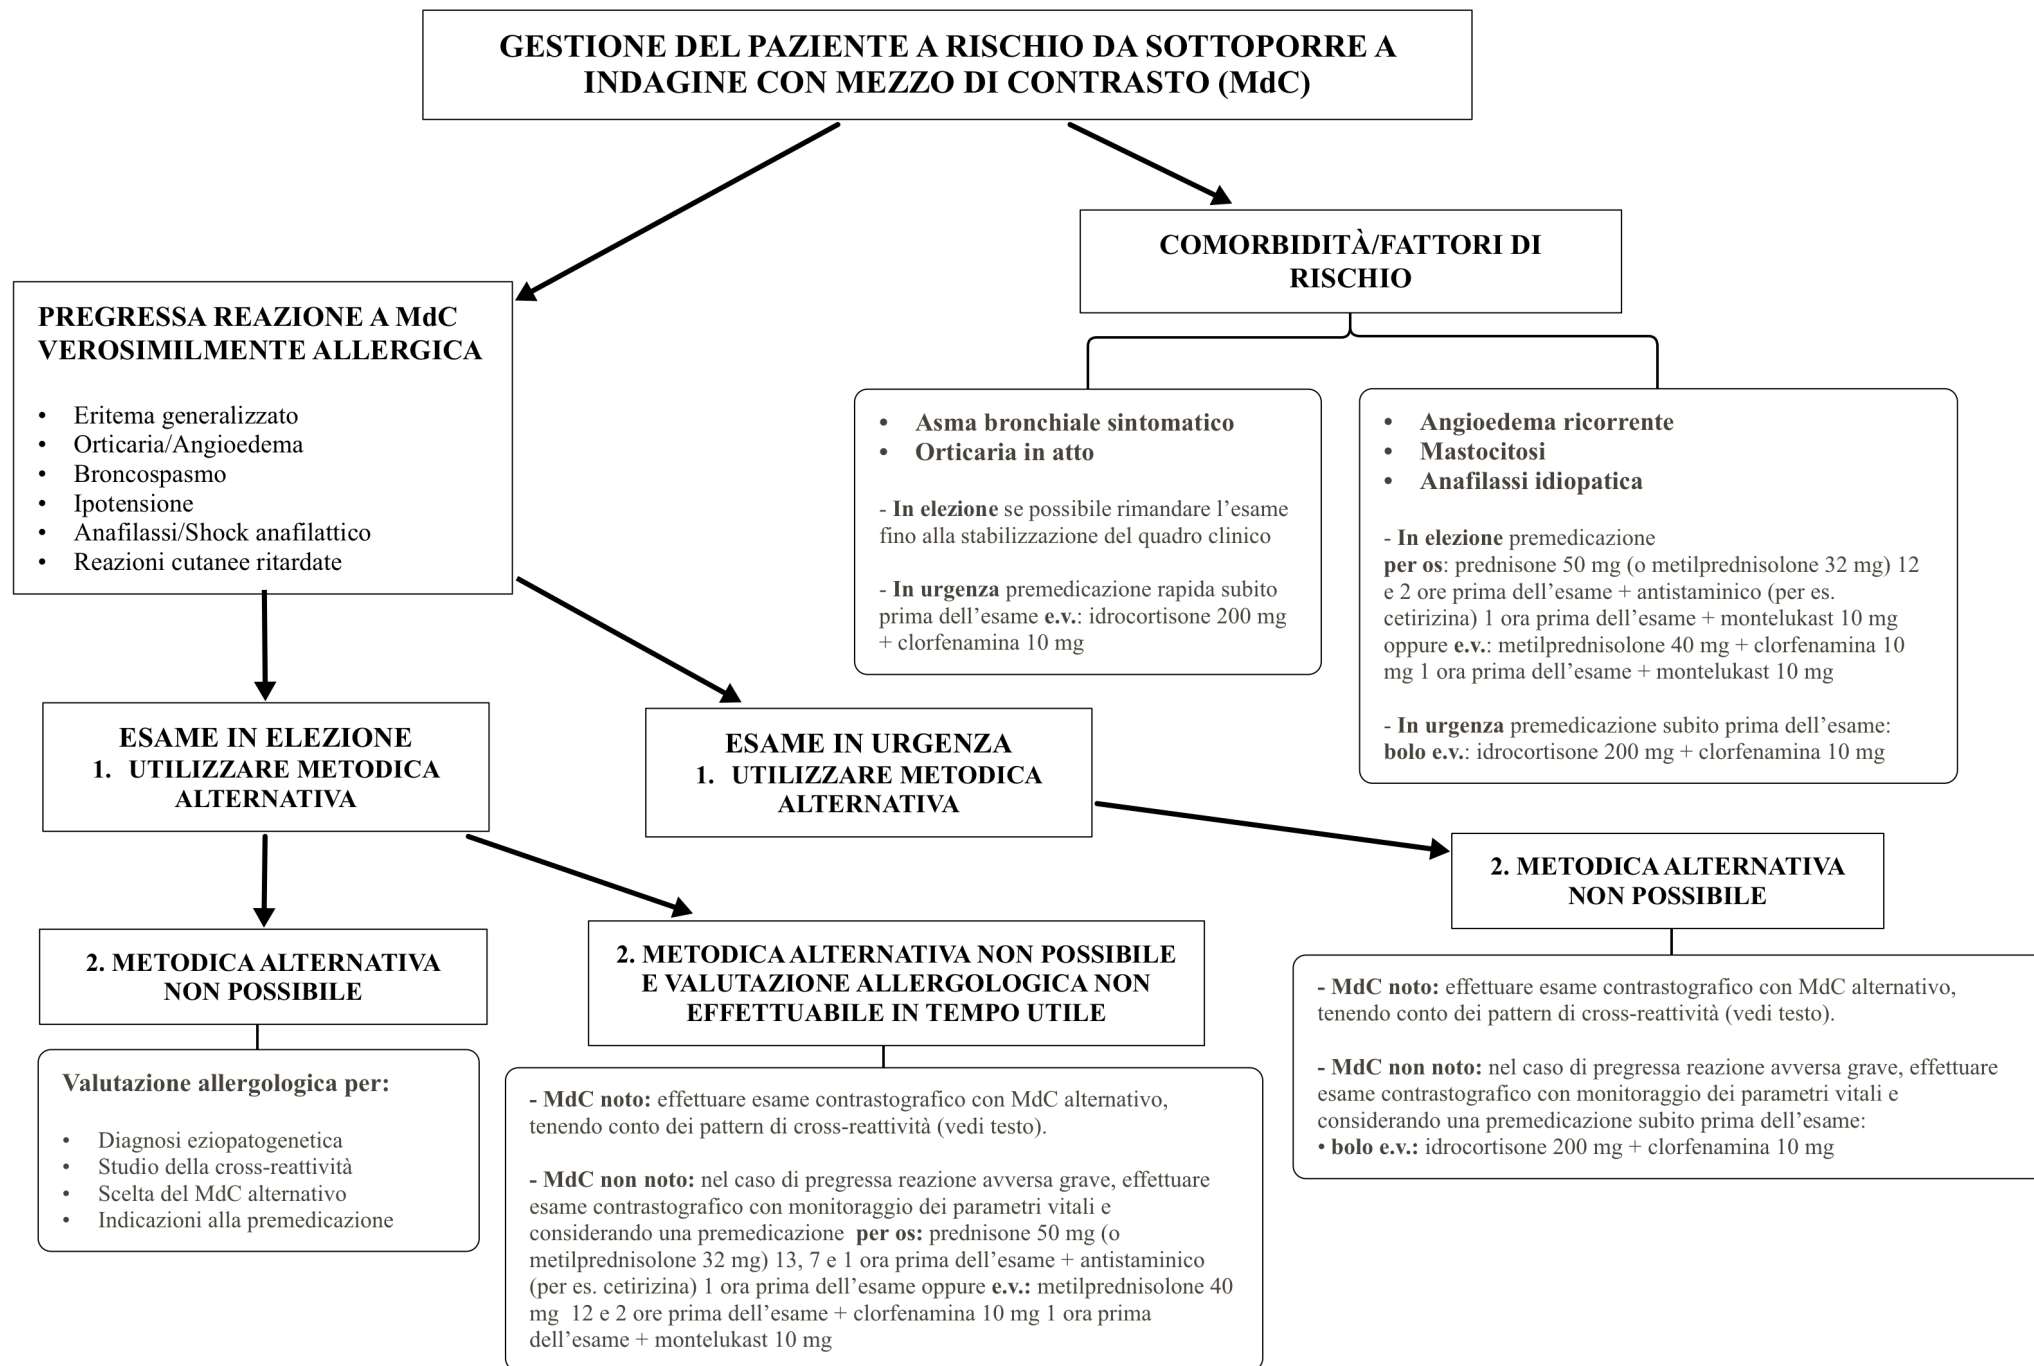 GESTIONE DEL PAZIENTE A RISCHIO DA SOTTOPORRE A
INDAGINE CON MEZZO DI CONTRASTO (MdC)
COMORBIDITÀ/FATTORI DI
RISCHIO
PREGRESSA REAZIONE A MdC
VEROSIMILMENTE ALLERGICA
• Eritema generalizzato
• Orticaria/Angioedema
• Broncospasmo
• Ipotensione
• Anafilassi/Shock anafilattico
• Reazioni cutanee ritardate
• Asma bronchiale sintomatico
• Orticaria in atto
- In elezione se possibile rimandare l’esame
fino alla stabilizzazione del quadro clinico
- In urgenza premedicazione rapida subito
prima dell’esame e.v.: idrocortisone 200 mg
+ clorfenamina 10 mg
• Angioedema ricorrente
• Mastocitosi
• Anafilassi idiopatica
- In elezione premedicazione
per os: prednisone 50 mg (o metilprednisolone 32 mg) 12
e 2 ore prima dell’esame + antistaminico (per es.
cetirizina) 1 ora prima dell’esame + montelukast 10 mg
oppure e.v.: metilprednisolone 40 mg + clorfenamina 10
mg 1 ora prima dell’esame + montelukast 10 mg
- In urgenza premedicazione subito prima dell’esame:
bolo e.v.: idrocortisone 200 mg + clorfenamina 10 mg
ESAME IN ELEZIONE
1. UTILIZZARE METODICA
ALTERNATIVA
ESAME IN URGENZA
1. UTILIZZARE METODICA
ALTERNATIVA
2. METODICA ALTERNATIVA
NON POSSIBILE
Valutazione allergologica per:
• Diagnosi eziopatogenetica
• Studio della cross-reattività
• Scelta del MdC alternativo
• Indicazioni alla premedicazione
2. METODICA ALTERNATIVA NON POSSIBILE
E VALUTAZIONE ALLERGOLOGICA NON
EFFETTUABILE IN TEMPO UTILE
- MdC noto: effettuare esame contrastografico con MdC alternativo,
tenendo conto dei pattern di cross-reattività (vedi testo).
- MdC non noto: nel caso di pregressa reazione avversa grave, effettuare
esame contrastografico con monitoraggio dei parametri vitali e
considerando una premedicazione per os: prednisone 50 mg (o
metilprednisolone 32 mg) 13, 7 e 1 ora prima dell’esame + antistaminico
(per es. cetirizina) 1 ora prima dell’esame oppure e.v.: metilprednisolone 40
mg 12 e 2 ore prima dell’esame + clorfenamina 10 mg 1 ora prima
dell’esame + montelukast 10 mg
2. METODICA ALTERNATIVA
NON POSSIBILE
- MdC noto: effettuare esame contrastografico con MdC alternativo,
tenendo conto dei pattern di cross-reattività (vedi testo).
- MdC non noto: nel caso di pregressa reazione avversa grave, effettuare
esame contrastografico con monitoraggio dei parametri vitali e
considerando una premedicazione subito prima dell’esame:
• bolo e.v.: idrocortisone 200 mg + clorfenamina 10 mg